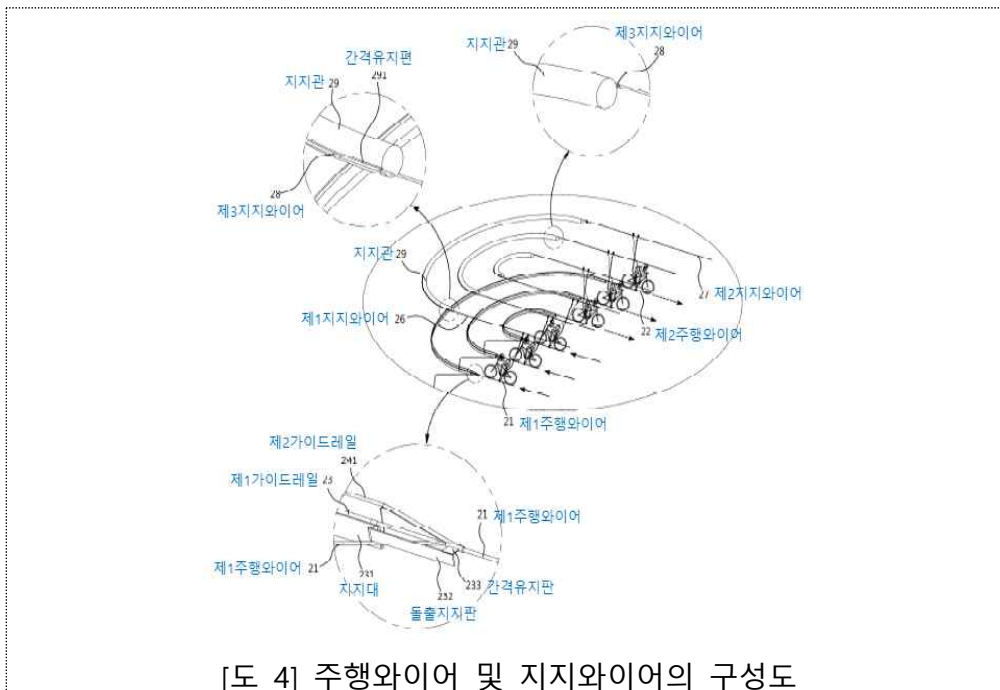 제3지지와이어
지지관 29
28
간격유지편
291
지지관 29
28
제3지지와이어
지지관 29
27 제2지지와이어
제1지지와이어 26
22 제2주행와이어
21 제1주행와이어
제2가이드레일
241
제1가이드레일 23
21 제1주행와이어
제1주행와이어 21
231
지지대
233 간격유지판
232
돌출지지판
[도 4] 주행와이어 및 지지와이어의 구성도